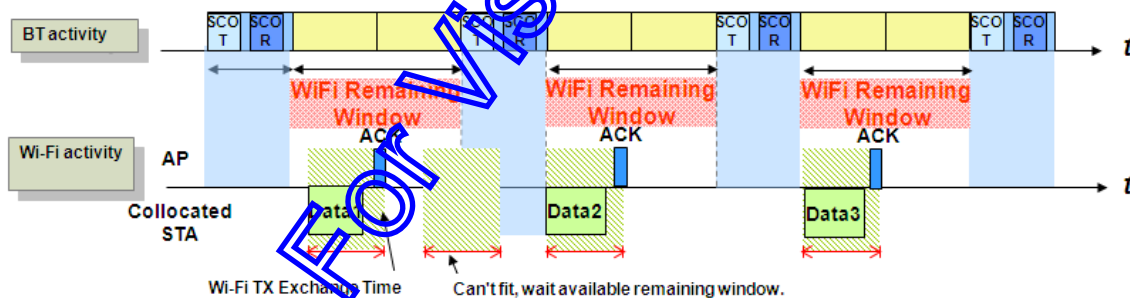 BT activity
SCO
T
SCO
R
SCO
T
SCO
R
SCO
T
SCO
R
SCO
T
SCO
R
t
WiFi Remaining
Window
WiFi Remaining
Window
WiFi Remaining
Window
Wi-Fi activity
AP
ACK
ACK
ACK
t
Collocated
STA
Data1
Data2
Data3
Wi-Fi TX Exchange Time
Can't fit, wait available remaining window.
For Vis